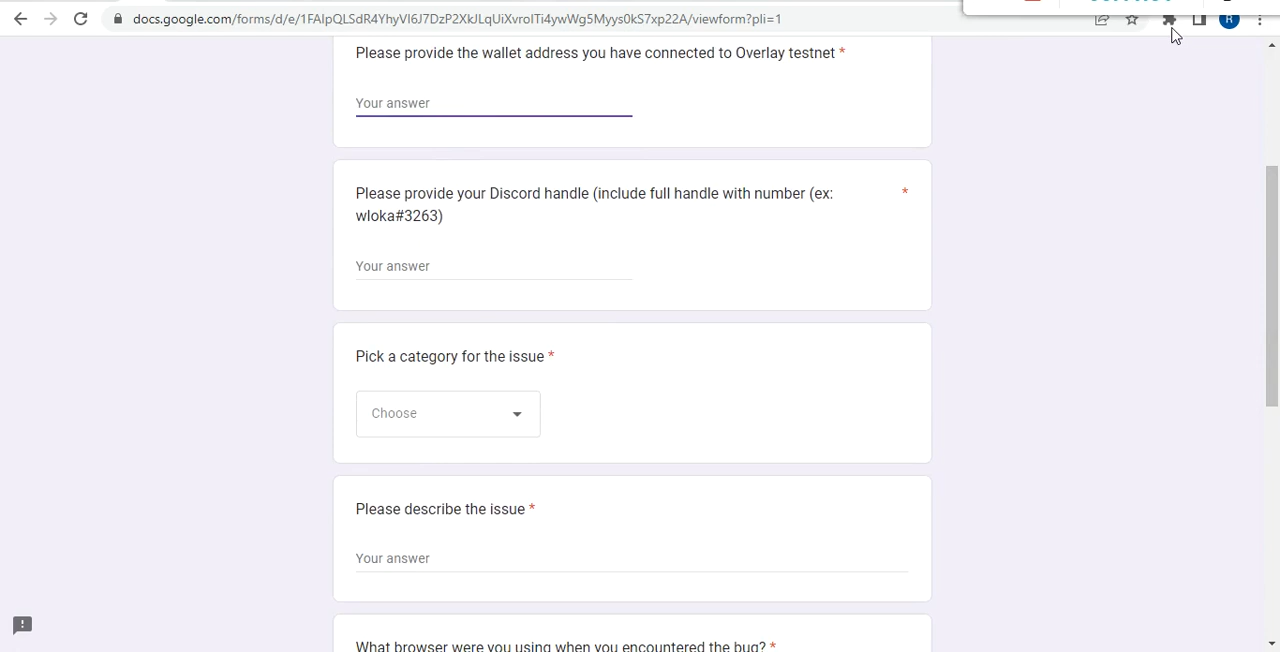 docs.google.com/forms/d/e/1FAIpQLSdR4YhyVI6J7DzP2XkJLqUiXvroITi4ywWg5Myys0kS7xp22A/viewform?pli=1
R
Please provide the wallet address you have connected to Overlay testnet *
Your answer
Please provide your Discord handle (include full handle with number (ex: *
wloka#3263)
Your answer
Pick a category for the issue *
Choose
Please describe the issue *
Your answer
What browser were you using when you encountered the bug? *